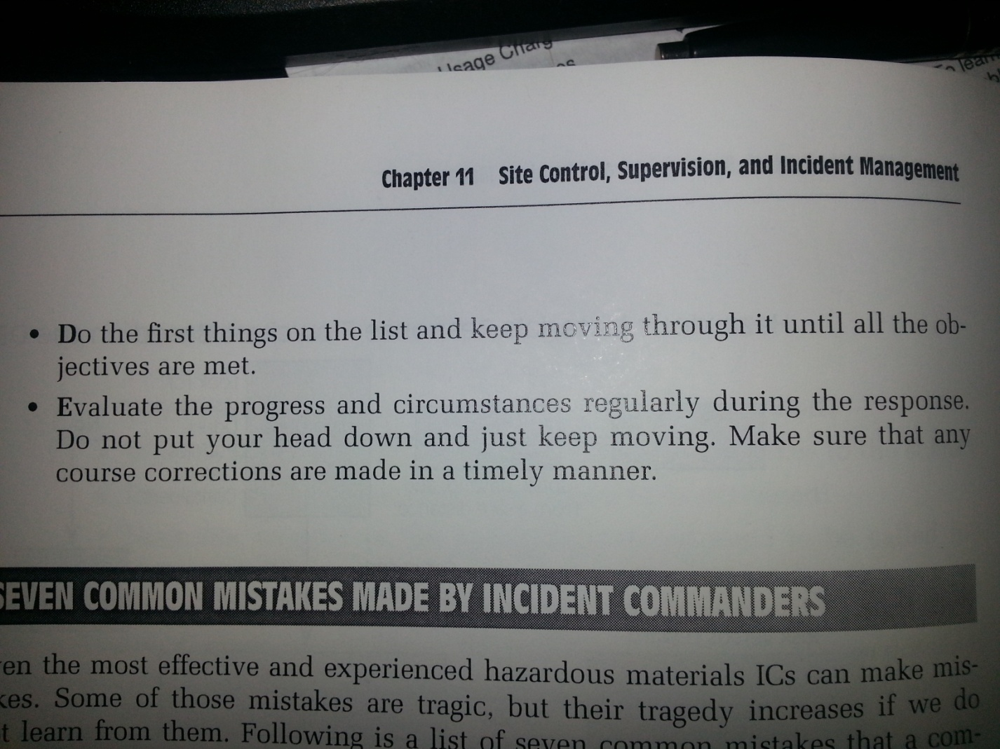 Usage
Chapter 11 Site Control, Supervision, and Incident Management
• Do the first things on the list and keep moving through it until all the ob-
jectives are met.
• Evaluate the progress and circumstances regularly during the response.
Do not put your head down and just keep moving. Make sure that any
course corrections are made in a timely manner.
SEVEN COMMON MISTAKES MADE BY INCIDENT COMMANDERS
en the most effective and experienced hazardous materials ICs can make mis-
kes. Some of those mistakes are tragic, but their tragedy increases if we do
t learn from them. Following is a list of seven common mistakes that a com-